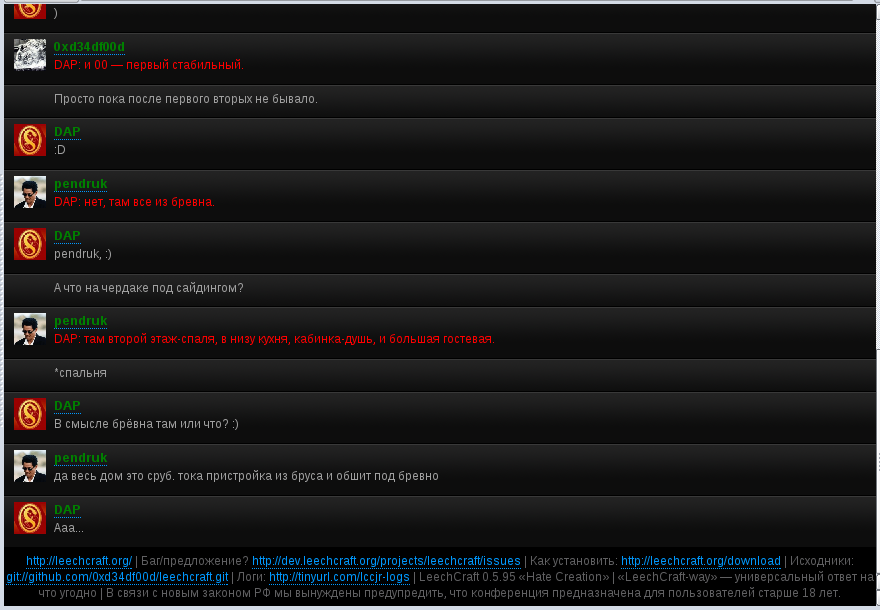 )
0xd34df00d
DAP: и 00 — первый стабильный.
Просто пока после первого вторых не бывало.
DAP
:D
pendruk
DAP: нет, там все из бревна.
DAP
pendruk, :)
А что на чердаке под сайдингом?
pendruk
DAP: там второй этаж-спаля, в низу кухня, кабинка-душь, и большая гостевая.
*спальня
DAP
В смысле брёвна там или что? :)
pendruk
да весь дом это сруб. тока пристройка из бруса и обшит под бревно
DAP
Ааа...
http://leechcraft.org/ | Баг/предложение? http://dev.leechcraft.org/projects/leechcraft/issues | Как установить: http://leechcraft.org/download | Исходники:
git://github.com/0xd34df00d/leechcraft.git | Логи: http://tinyurl.com/lccjr-logs | LeechCraft 0.5.95 «Hate Creation» | «LeechCraft-way» — универсальный ответ на
что угодно | В связи с новым законом РФ мы вынуждены предупредить, что конференция предназначена для пользователей старше 18 лет.